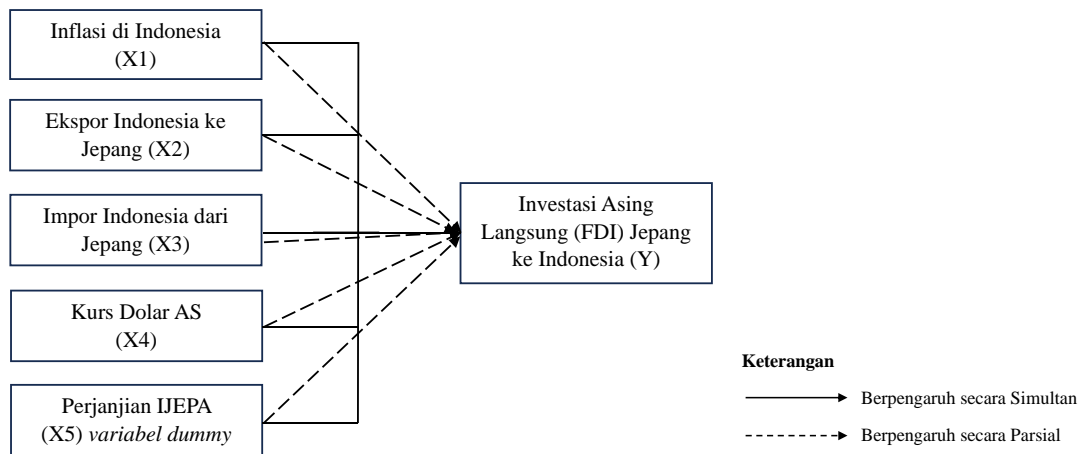 Inflasi di Indonesia
(X1)
Ekspor Indonesia ke
Jepang (X2)
Impor Indonesia dari
Jepang (X3)
Kurs Dolar AS
(X4)
Perjanjian IJEPA
(X5) variabel dummy
Investasi Asing
Langsung (FDI) Jepang
ke Indonesia (Y)
Keterangan
Berpengaruh secara Simultan
Berpengaruh secara Parsial